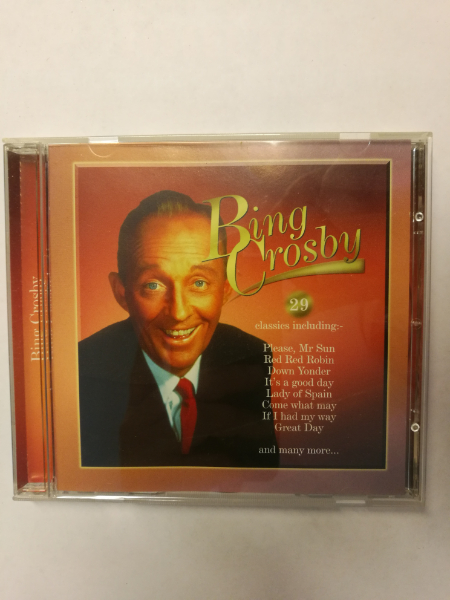 Bing
Crosby
29
classics including:-
Please, Mr Sun
Red Red Robin
Down Yonder
It's a good day
Lady of Spain
Come what may
If I had my way
Great Day
and many more...
Bing Crosby